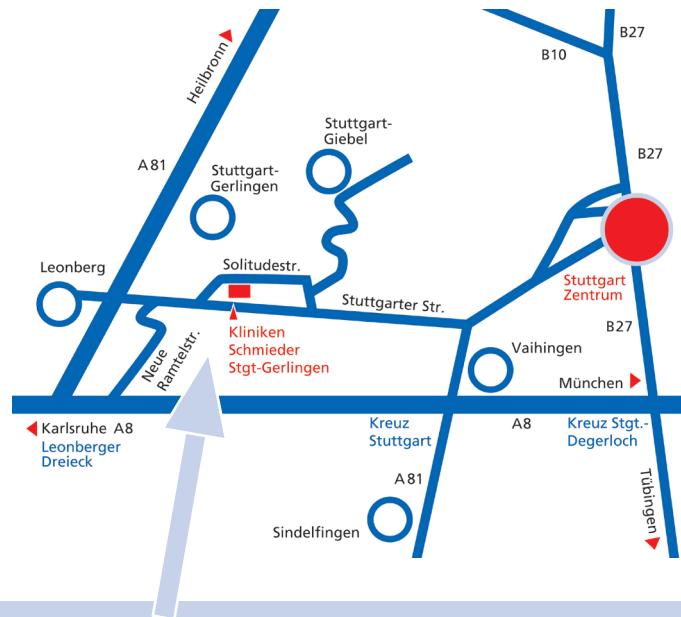 B27
B10
Heilbronn
Stuttgart-
Giebel
A 81
Stuttgart-
Gerlingen
B27
Leonberg
Solitudestr.
Stuttgarter Str.
Stuttgart
Zentrum
Kliniken
Schmieder
Stgt-Gerlingen
Neue
Ramtelstr.
B27
Vaihingen
München
Karlsruhe A8
Leonberger
Dreieck
Kreuz
Stuttgart
A8
Kreuz Stgt.-
Degerloch
A 81
Tübingen
Sindelfingen